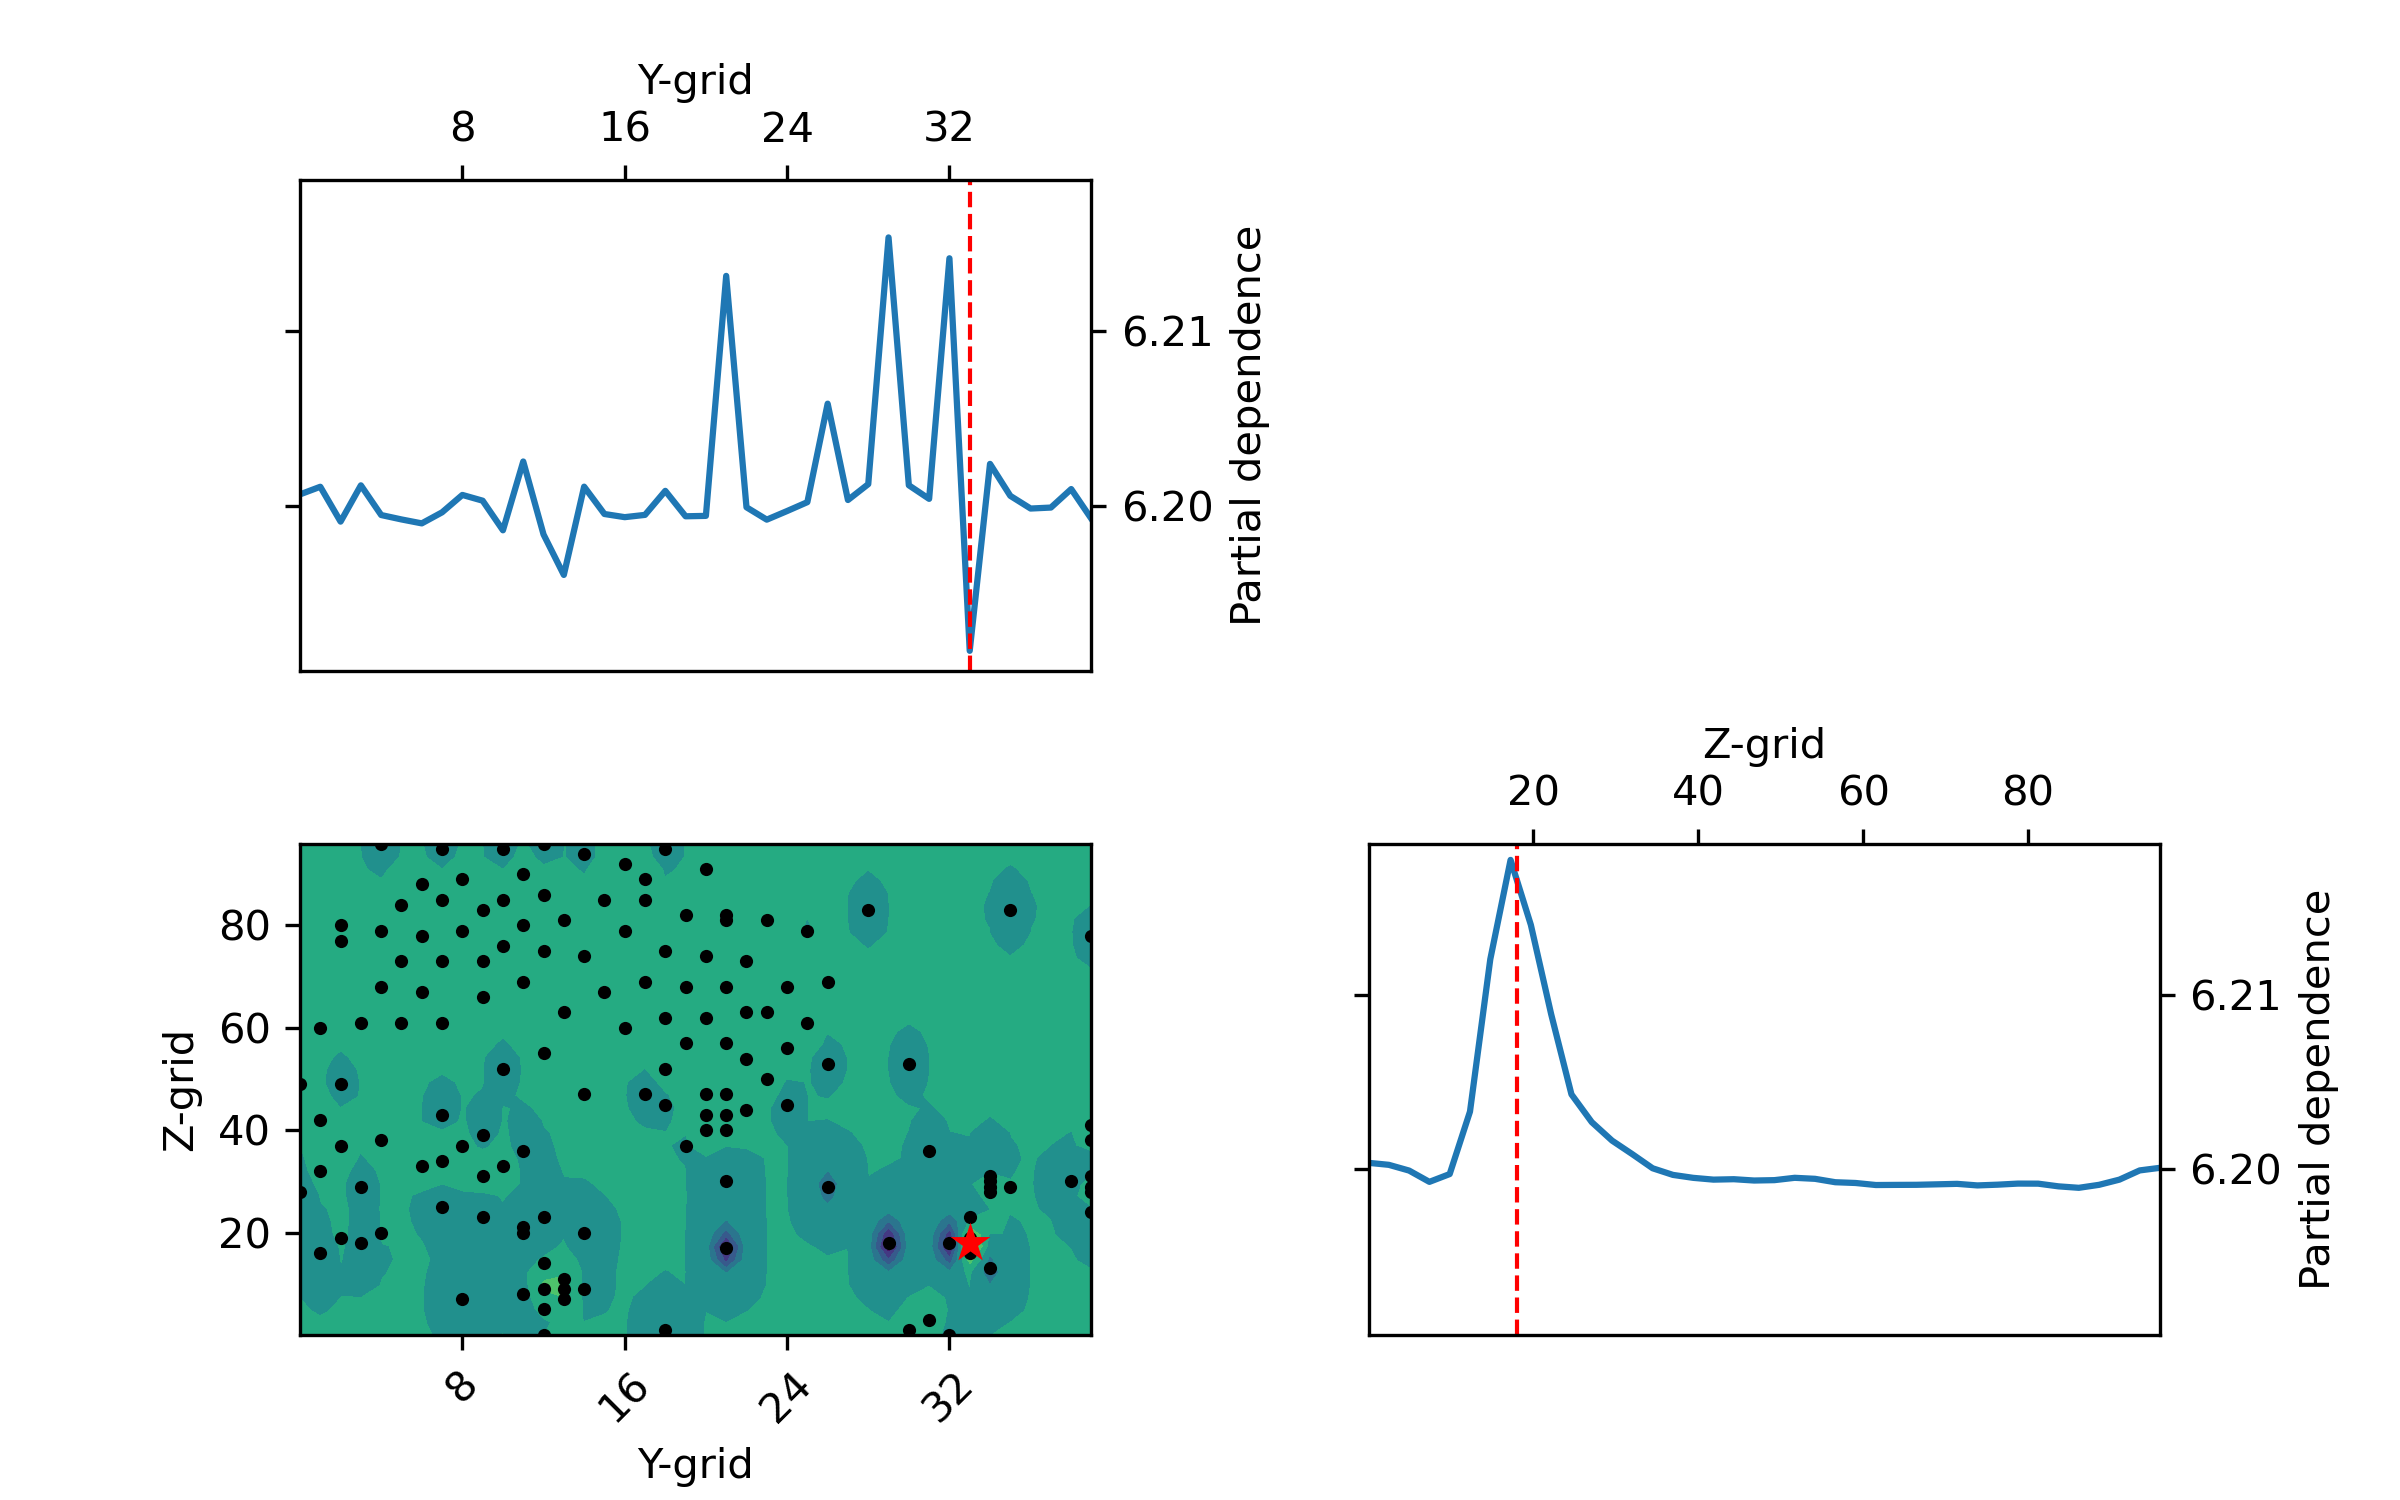 Y-grid
8 16 24 32
6.21
6.20
Partial dependence
Z-grid
20 40 60 80
6.21
6.20
Partial dependence
Z-grid
80
60
40
20
8 16 24 32
Y-grid